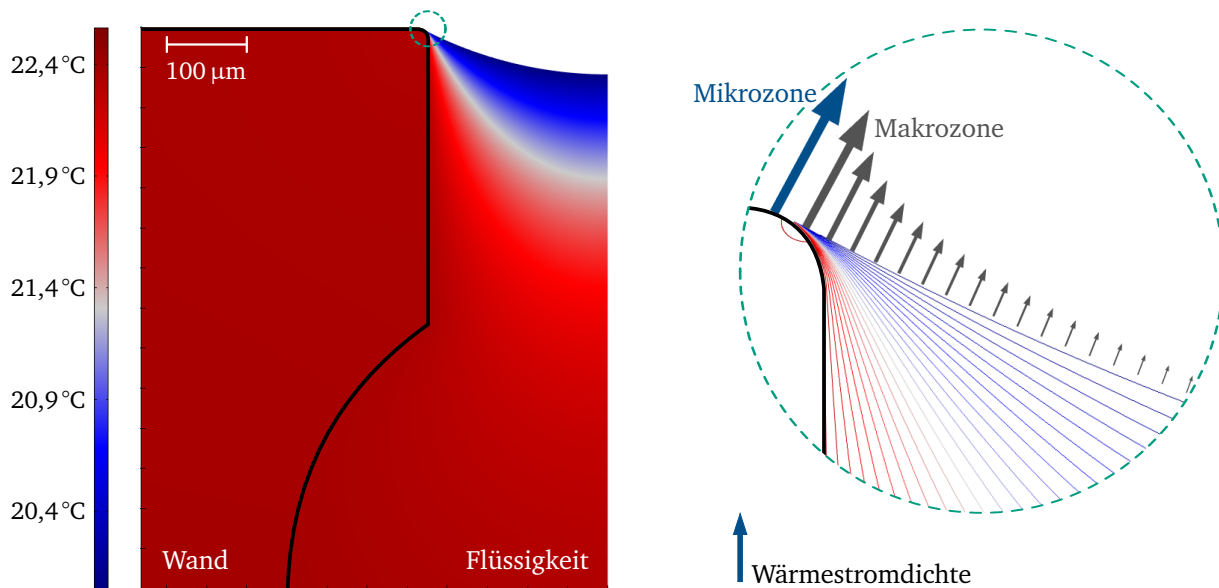 22,4 °C
21,9 °C
21,4 °C
20,9 °C
20,4 °C
100 µm
Wand
Flüssigkeit
Mikrozone
Makrozone
Wärmestromdichte